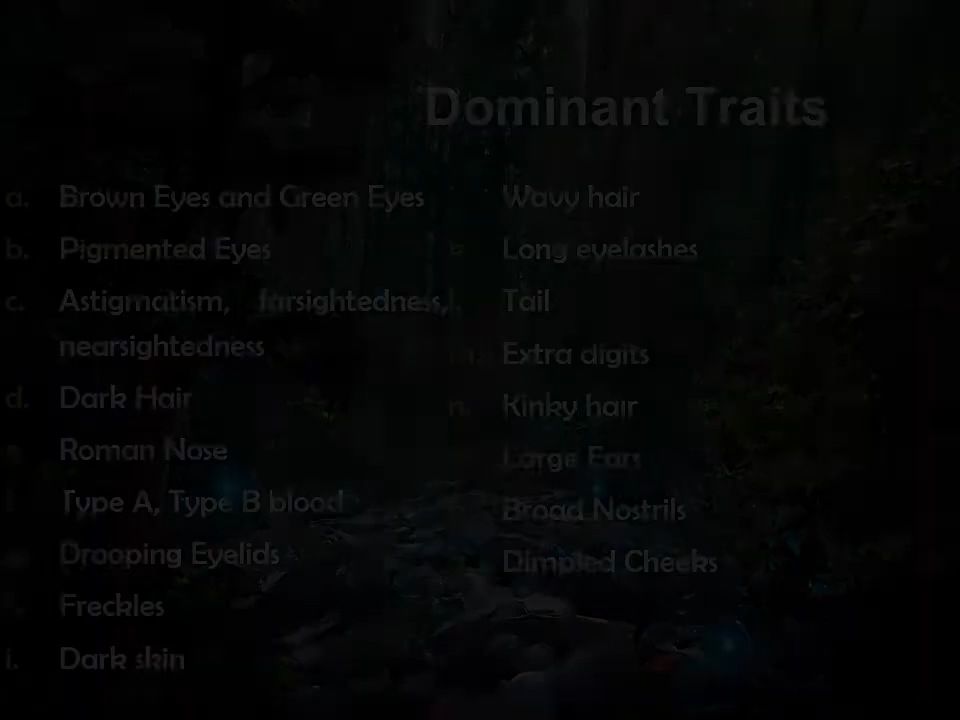 Dominant Traits
a. Brown Eyes and Green Eyes
b. Pigmented Eyes
c. Astigmatism, farsightedness,
nearsightedness
d. Dark Hair
Roman Nose
Type A, Type B blood
Drooping Eyelids
Freckles
i. Dark skin
Wavy hair
Long eyelashes
Tail
Extra digits
n. Kinky hair
Large Ears
Broad Nostrils
Dimpled Cheeks